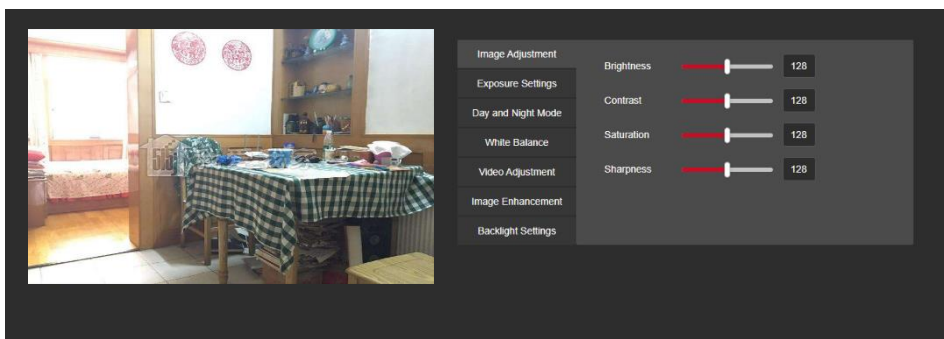 Image Adjustment
Exposure Settings
Day and Night Mode
White Balance
Video Adjustment
Image Enhancement
Backlight Settings
Brightness 128
Contrast 128
Saturation 128
Sharpness 128